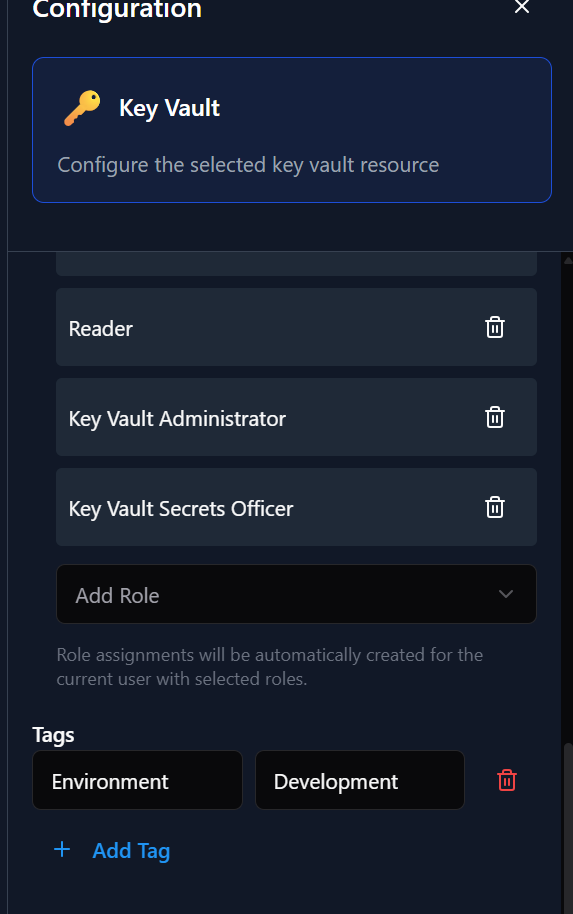 Configuration
Key Vault
Configure the selected key vault resource
Reader
Key Vault Administrator
Key Vault Secrets Officer
Add Role
Role assignments will be automatically created for the
current user with selected roles.
Tags
Environment Development
+ Add Tag